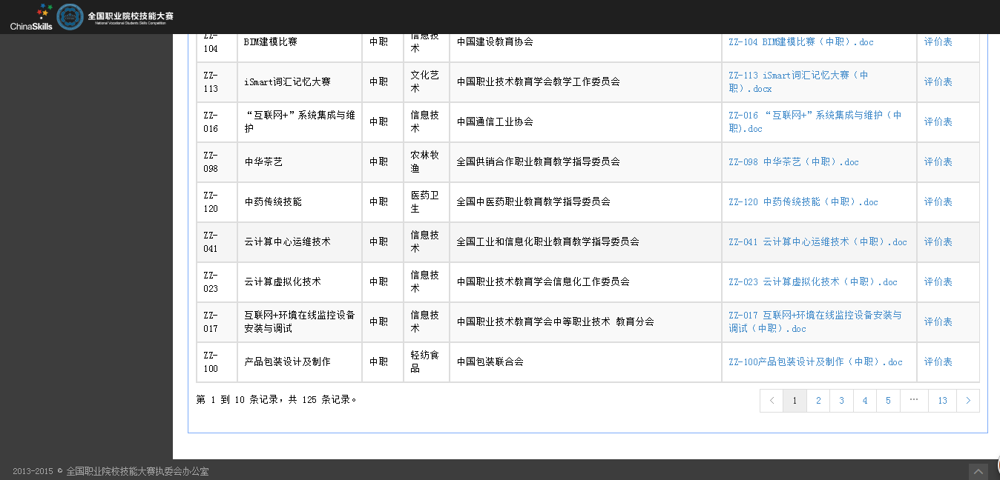 ChinaSkills
全国职业院校技能大赛
National Vocational Students Skills Competition
ZZ-
104
BIM建模比赛
中职
信息技
术
中国建设教育协会
ZZ-104 BIM建模比赛（中职）.doc
评价表
ZZ-
113
iSmart词汇记忆大赛
中职
文化艺
术
中国职业技术教育学会教学工作委员会
ZZ-113 iSmart词汇记忆大赛（中
职）.docx
评价表
ZZ-
016
“互联网+”系统集成与维
护
中职
信息技
术
中国通信工业协会
ZZ-016 “互联网+”系统集成与维护（中
职).doc
评价表
ZZ-
098
中华茶艺
中职
农林牧
渔
全国供销合作职业教育教学指导委员会
ZZ-098 中华茶艺（中职）.doc
评价表
ZZ-
120
中药传统技能
中职
医药卫
生
全国中医药职业教育教学指导委员会
ZZ-120 中药传统技能（中职）.doc
评价表
ZZ-
041
云计算中心运维技术
中职
信息技
术
全国工业和信息化职业教育教学指导委员会
ZZ-041 云计算中心运维技术（中职）.doc
评价表
ZZ-
023
云计算虚拟化技术
中职
信息技
术
中国职业技术教育学会信息化工作委员会
ZZ-023 云计算虚拟化技术（中职）.doc
评价表
ZZ-
017
互联网+环境在线监控设备
安装与调试
中职
信息技
术
中国职业技术教育学会中等职业技术 教育分会
ZZ-017 互联网+环境在线监控设备安装与
调试（中职）.doc
评价表
ZZ-
100
产品包装设计及制作
中职
轻纺食
品
中国包装联合会
ZZ-100产品包装设计及制作（中职）.doc
评价表
第 1 到 10 条记录，共 125 条记录。
1 2 3 4 5 … 13
2013-2015 © 全国职业院校技能大赛执委会办公室